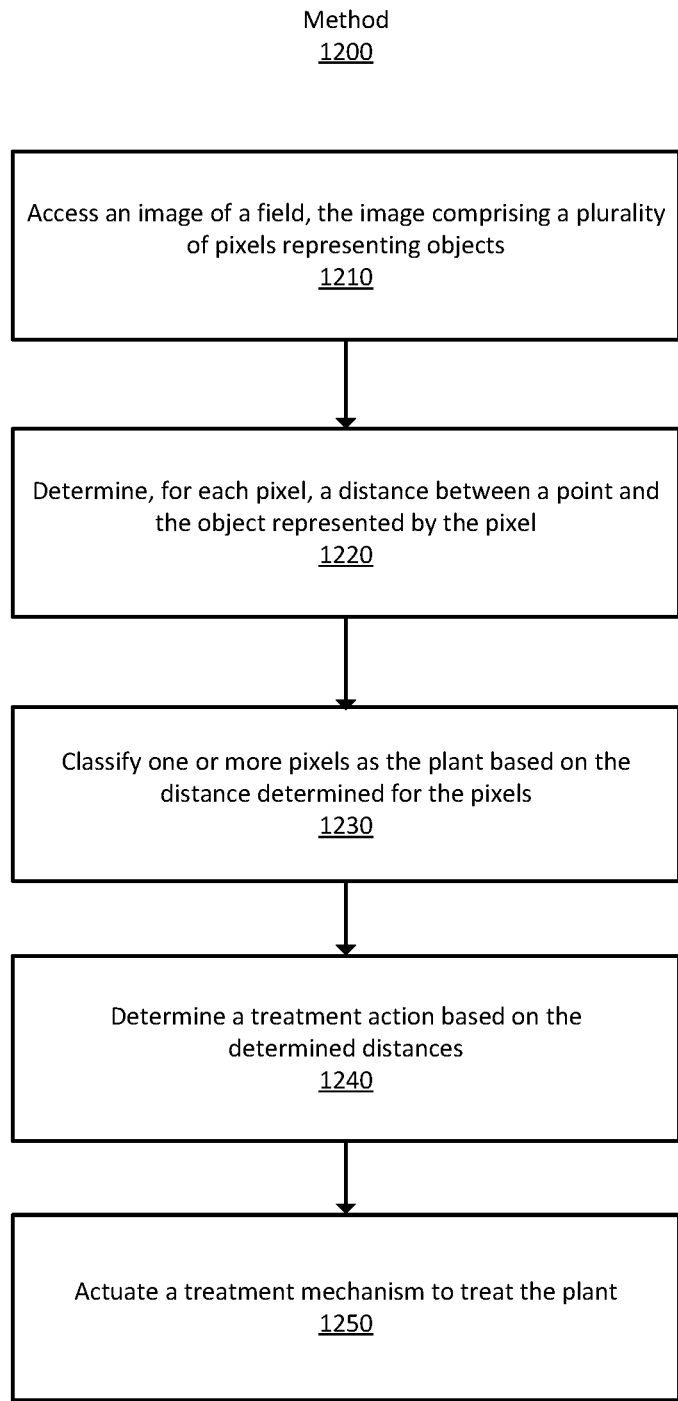 Method
1200
Access an image of a field, the image comprising a plurality
of pixels representing objects
1210
Determine, for each pixel, a distance between a point and
the object represented by the pixel
1220
Classify one or more pixels as the plant based on the
distance determined for the pixels
1230
Determine a treatment action based on the
determined distances
1240
Actuate a treatment mechanism to treat the plant
1250